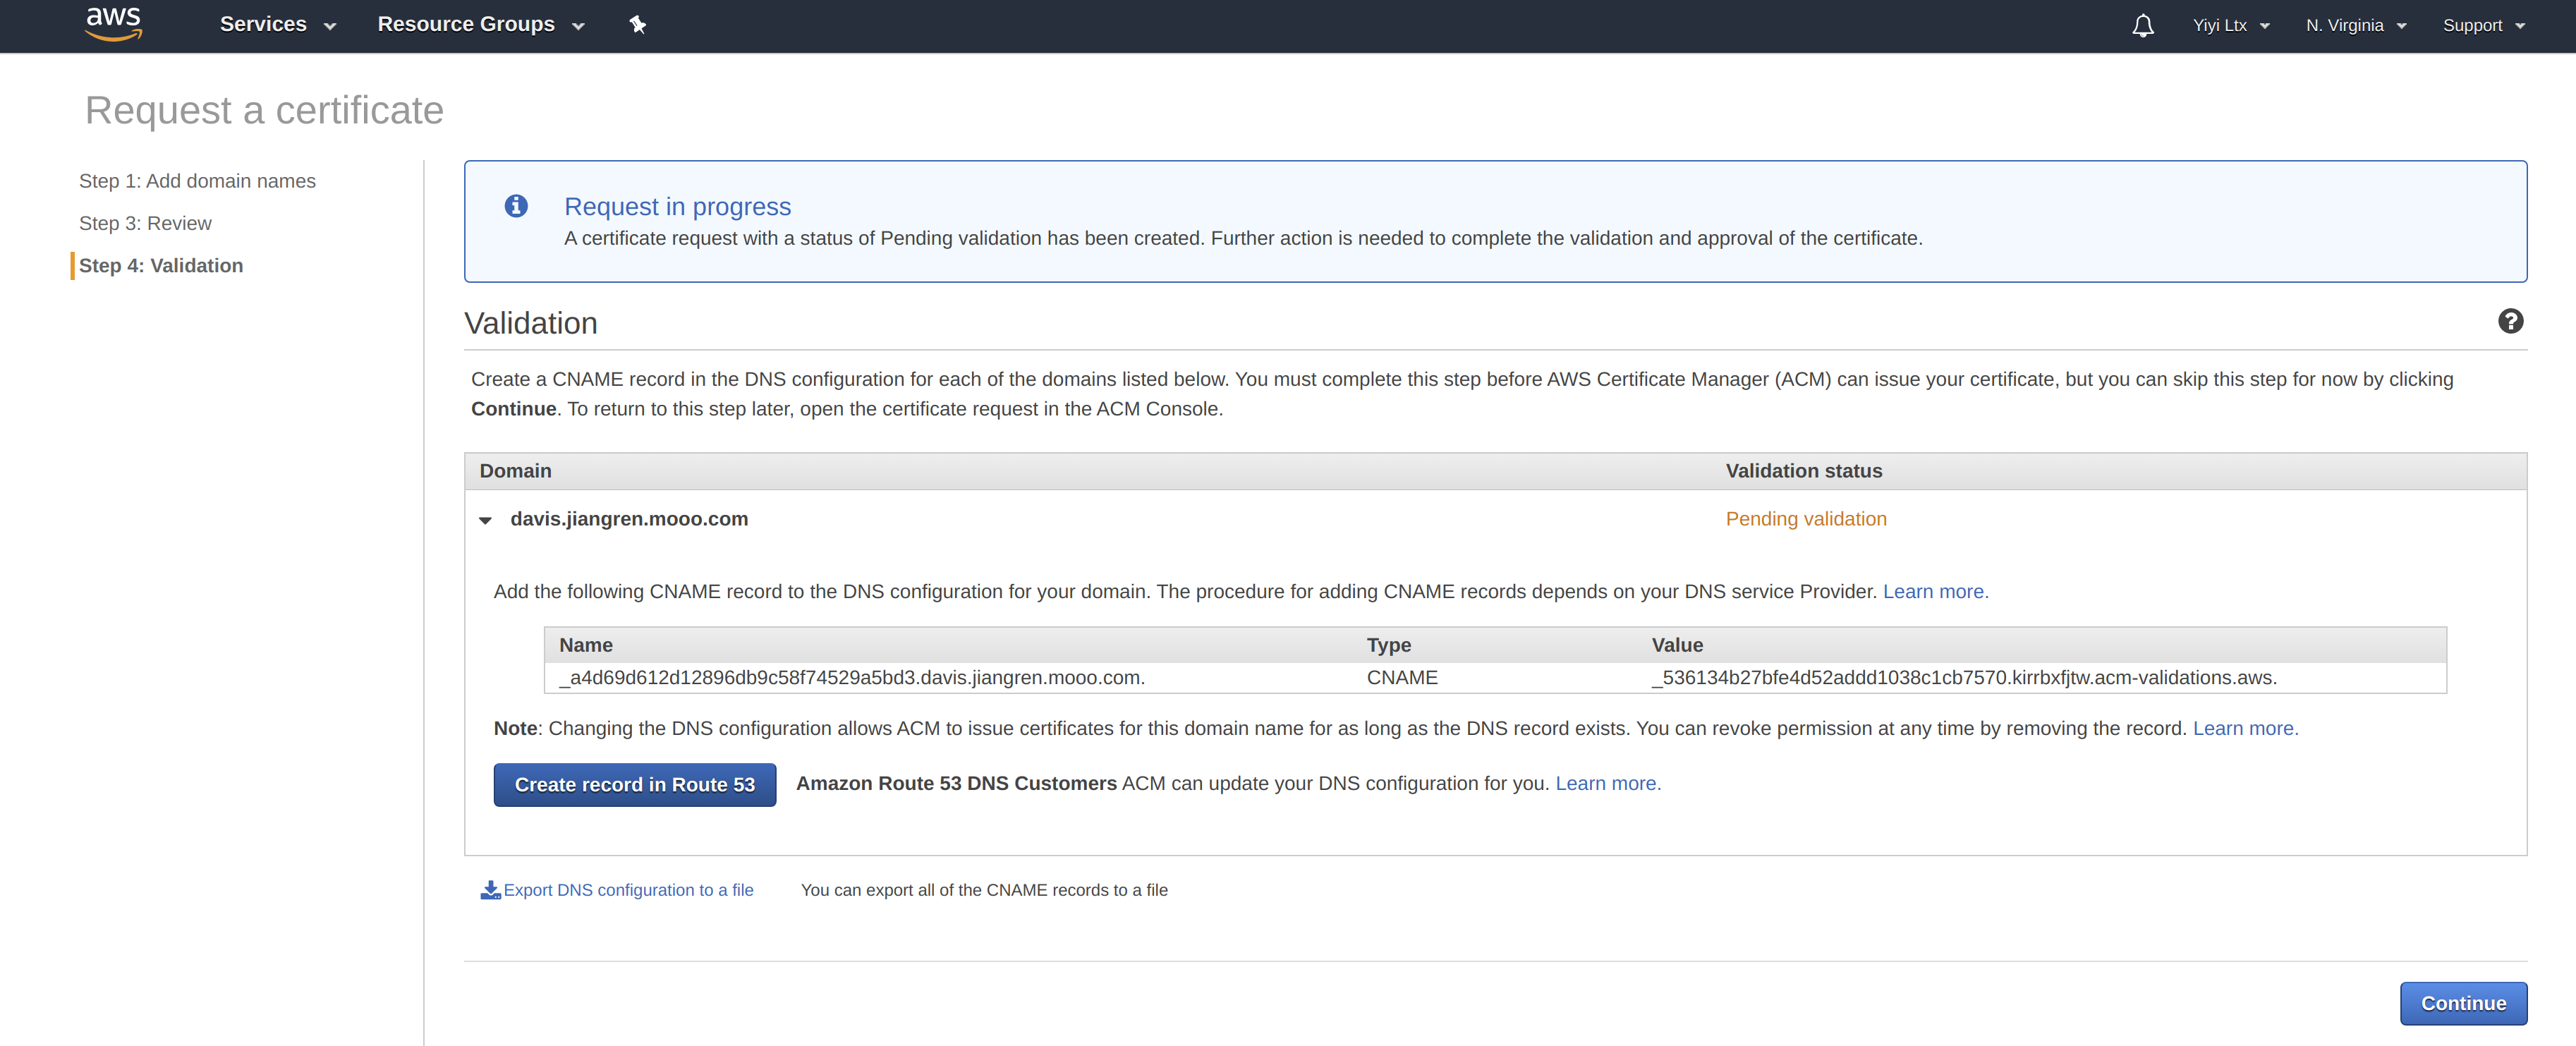 aws Services Resource Groups Yiyi Ltx N. Virginia Support
Request a certificate
Step 1: Add domain names
Step 3: Review
Step 4: Validation
Request in progress
A certificate request with a status of Pending validation has been created. Further action is needed to complete the validation and approval of the certificate.
Validation
Create a CNAME record in the DNS configuration for each of the domains listed below. You must complete this step before AWS Certificate Manager (ACM) can issue your certificate, but you can skip this step for now by clicking
Continue. To return to this step later, open the certificate request in the ACM Console.
Domain Validation status
davis.jiangren.mooo.com Pending validation
Add the following CNAME record to the DNS configuration for your domain. The procedure for adding CNAME records depends on your DNS service Provider. Learn more.
Name Type Value
_a4d69d612d12896db9c58f74529a5bd3.davis.jiangren.mooo.com. CNAME _536134b27bfe4d52addd1038c1cb7570.kirrbxfjtw.acm-validations.aws.
Note: Changing the DNS configuration allows ACM to issue certificates for this domain name for as long as the DNS record exists. You can revoke permission at any time by removing the record. Learn more.
Create record in Route 53 Amazon Route 53 DNS Customers ACM can update your DNS configuration for you. Learn more.
Export DNS configuration to a file You can export all of the CNAME records to a file
Continue